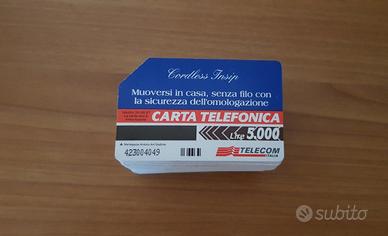 Cordless Insip
Muoversi in casa, senza filo con
la sicurezza dell'omologazione
CARTA TELEFONICA
Lire 5.000
423004049
TELECOM
ITALIA
subito